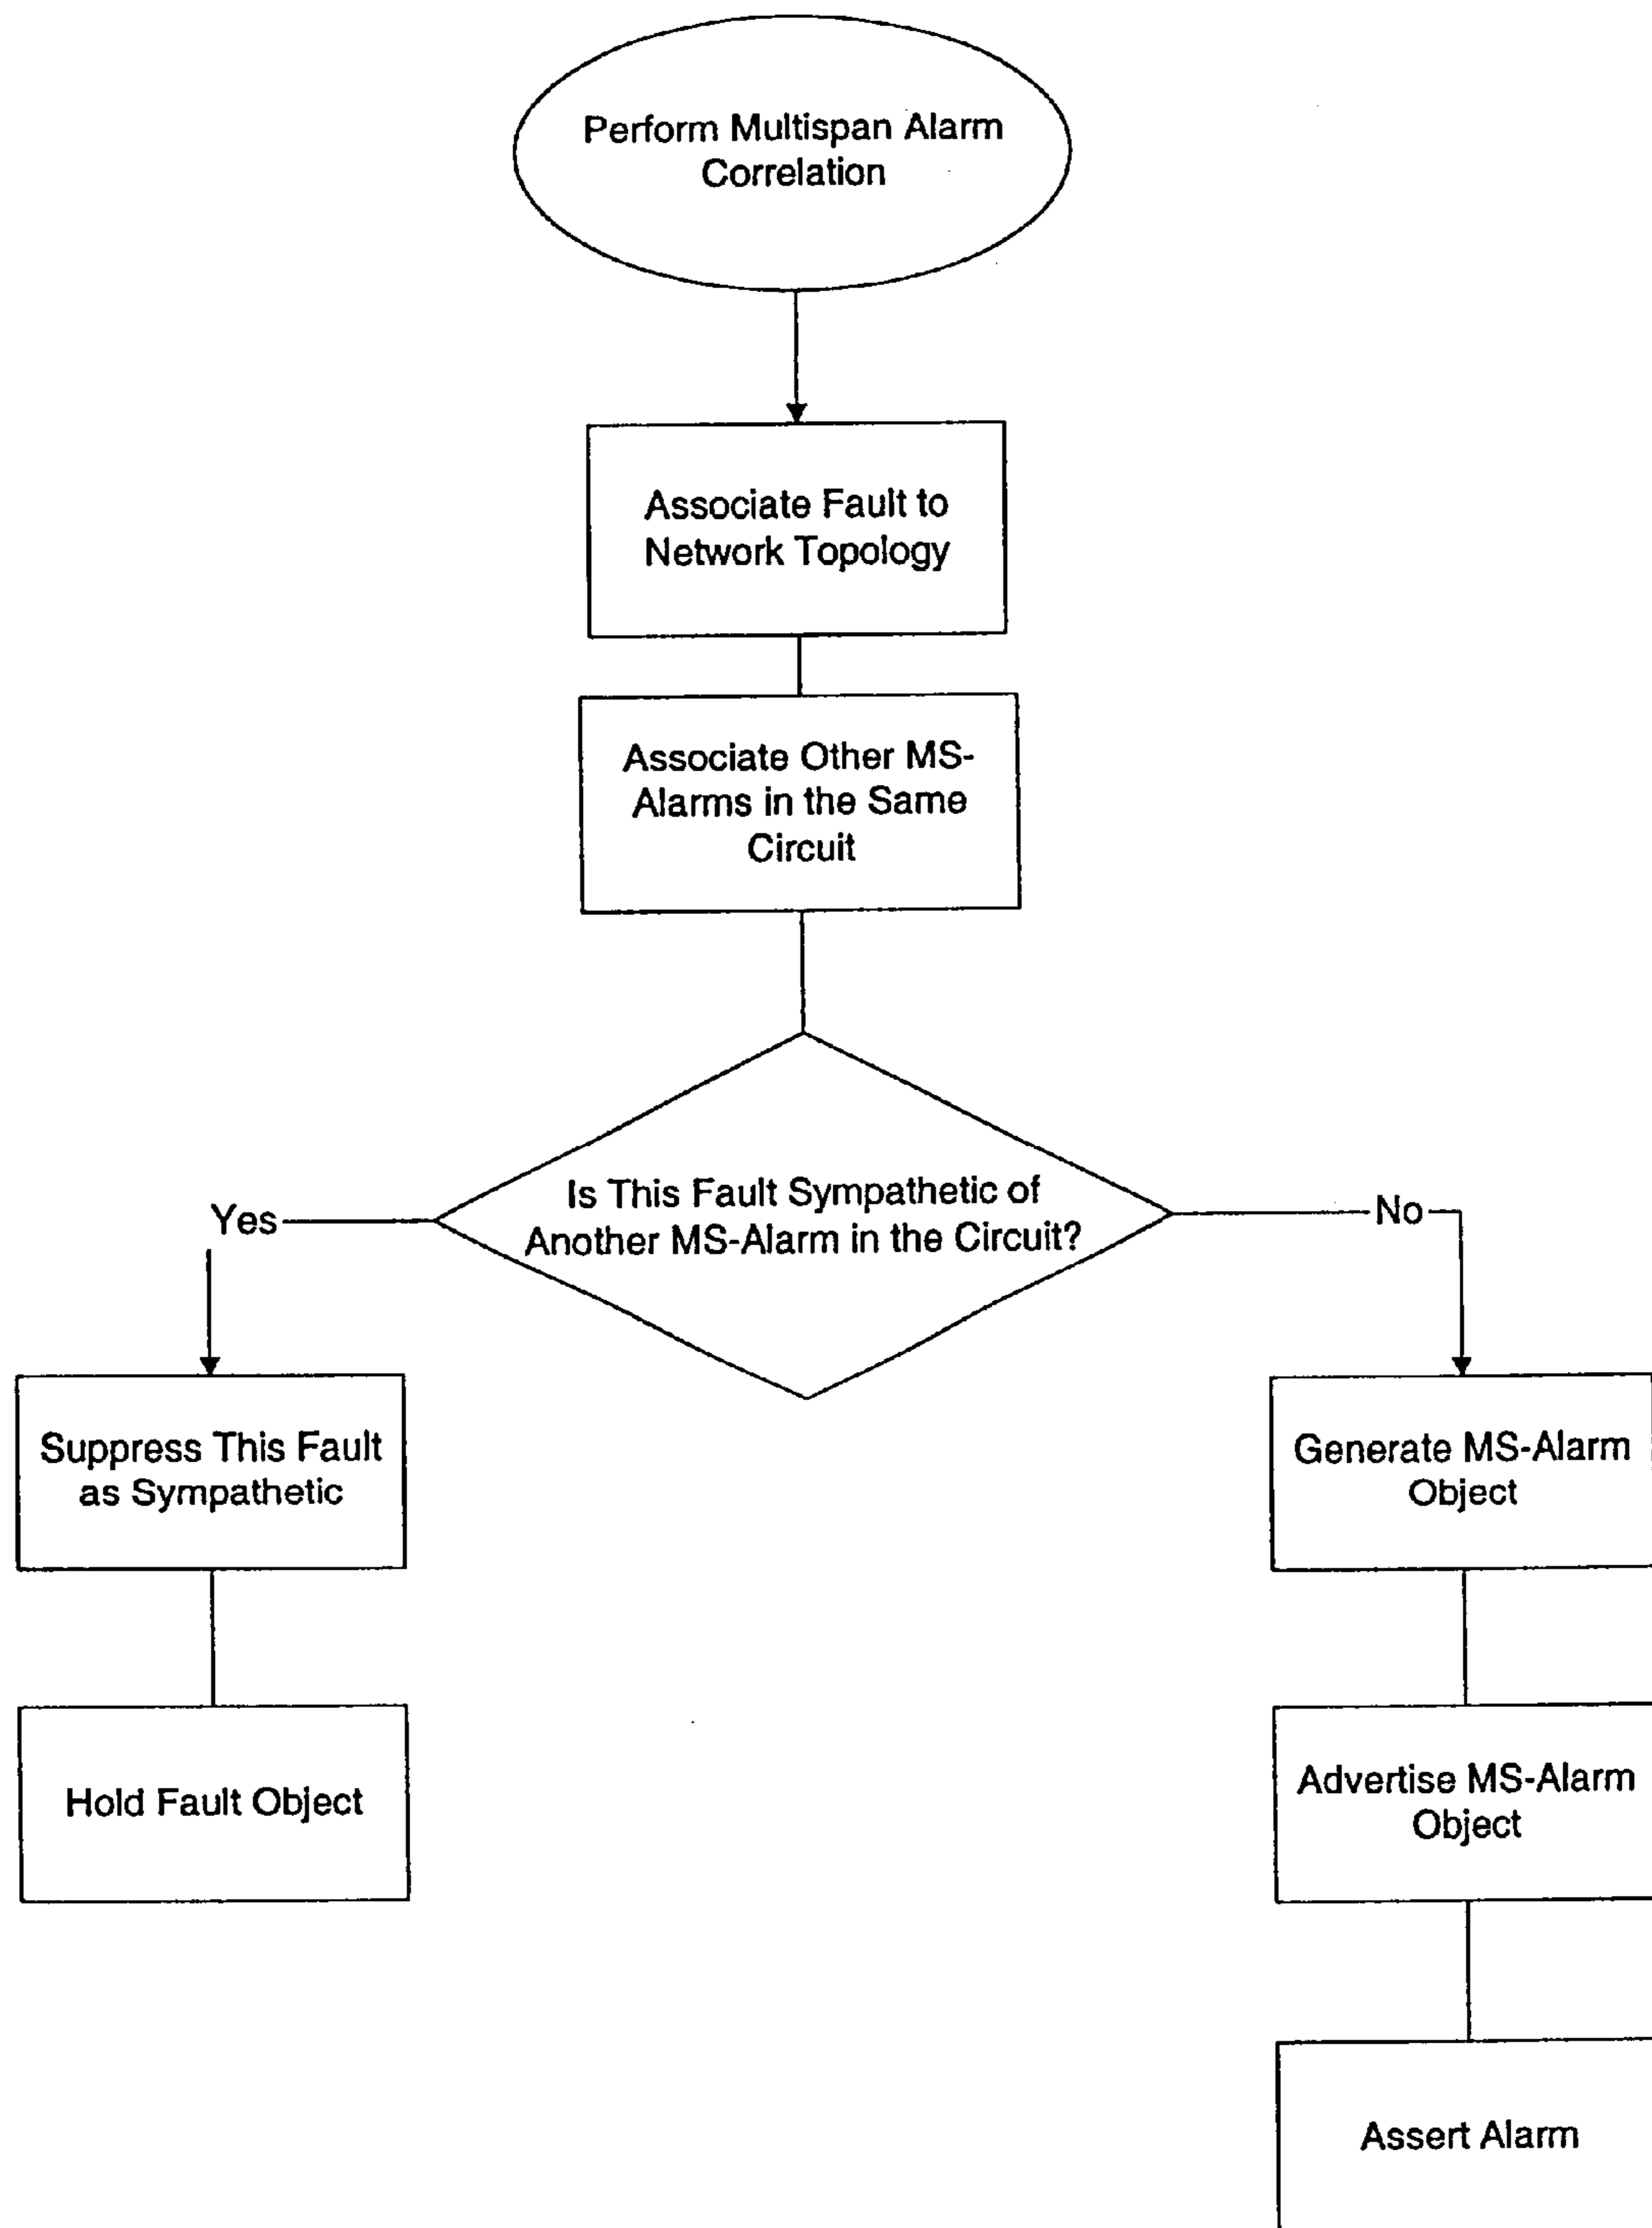 Perform Multispan Alarm
Correlation
Associate Fault to
Network Topology
Associate Other MS-
Alarms in the Same
Circuit
Is This Fault Sympathetic of
Another MS-Alarm in the Circuit?
Yes
No
Suppress This Fault
as Sympathetic
Generate MS-Alarm
Object
Hold Fault Object
Advertise MS-Alarm
Object
Assert Alarm